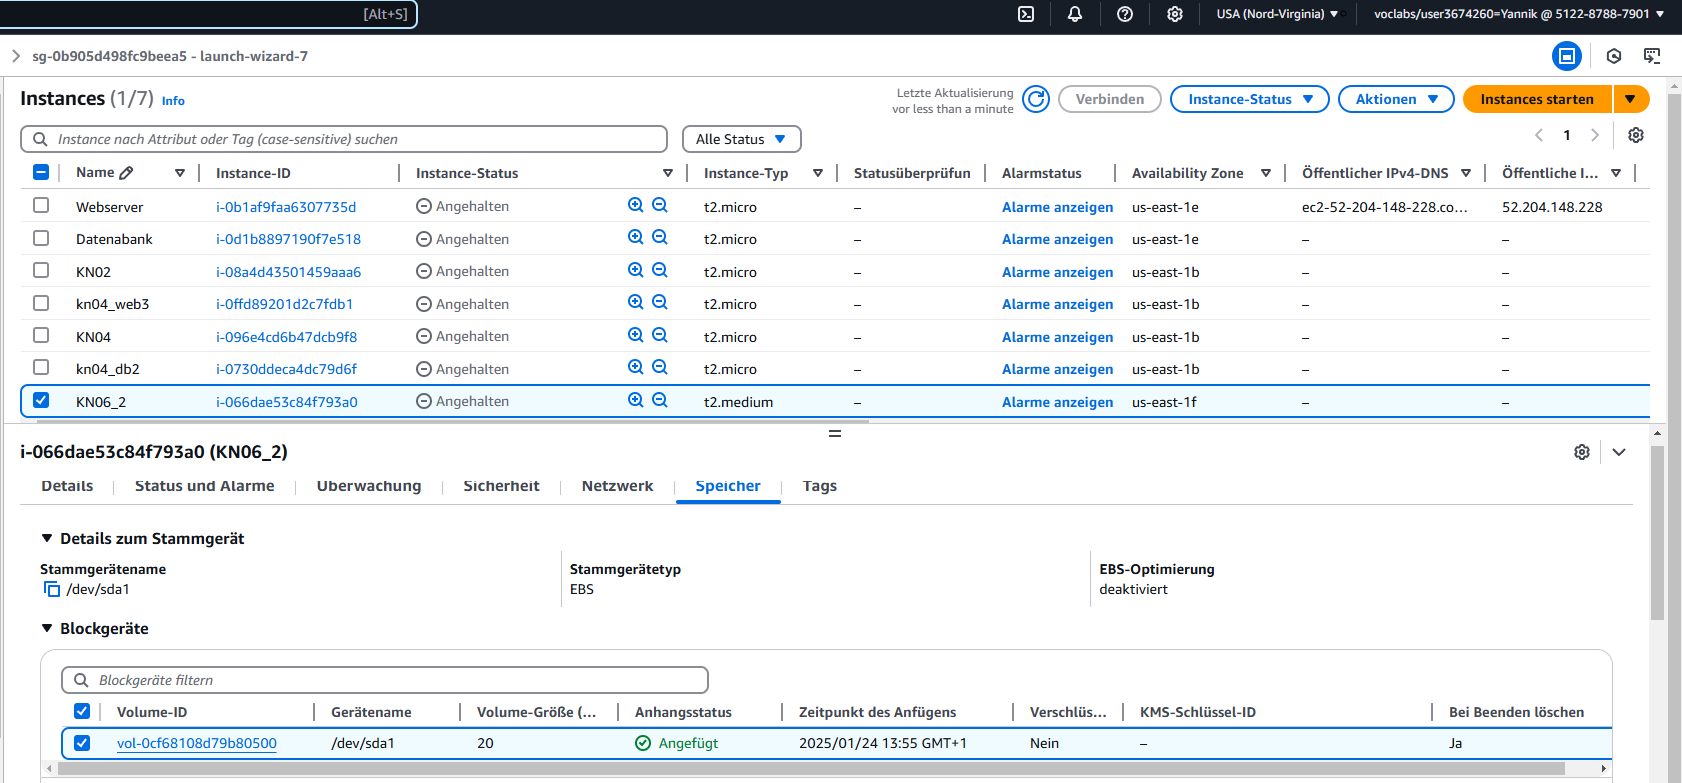 [Alt+S]
USA (Nord-Virginia) ▼
voclabs/user3674260=Yannik @ 5122-8788-7901 ▼
sg-0b905d498fc9beea5 - launch-wizard-7
Instances (1/7) Info
Letzte Aktualisierung
vor less than a minute
Verbinden
Instance-Status ▼
Aktionen ▼
Instances starten ▼
Instance nach Attribut oder Tag (case-sensitive) suchen
Alle Status ▼
1
Name Instance-ID Instance-Status Instance-Typ Statusüberprüfun Alarmstatus Availability Zone Öffentlicher IPv4-DNS Öffentliche I...
Webserver i-0b1af9faa6307735d Angehalten t2.micro – Alarme anzeigen us-east-1e ec2-52-204-148-228.co... 52.204.148.228
Datenabank i-0d1b8897190f7e518 Angehalten t2.micro – Alarme anzeigen us-east-1e – –
KN02 i-08a4d43501459aaa6 Angehalten t2.micro – Alarme anzeigen us-east-1b – –
kn04_web3 i-0ffd89201d2c7fdb1 Angehalten t2.micro – Alarme anzeigen us-east-1b – –
KN04 i-096e4cd6b47dcb9f8 Angehalten t2.micro – Alarme anzeigen us-east-1b – –
kn04_db2 i-0730ddeca4dc79d6f Angehalten t2.micro – Alarme anzeigen us-east-1b – –
KN06_2 i-066dae53c84f793a0 Angehalten t2.medium – Alarme anzeigen us-east-1f – –
i-066dae53c84f793a0 (KN06_2)
Details Status und Alarme Überwachung Sicherheit Netzwerk Speicher Tags
▼ Details zum Stammgerät
Stammgerätename Stammgerätetyp EBS-Optimierung
/dev/sda1 EBS deaktiviert
▼ Blockgeräte
Blockgeräte filtern
Volume-ID Gerätename Volume-Größe (... Anhangsstatus Zeitpunkt des Anfügens Verschlüs... KMS-Schlüssel-ID Bei Beenden löschen
vol-0cf68108d79b80500 /dev/sda1 20 Angefügt 2025/01/24 13:55 GMT+1 Nein – Ja